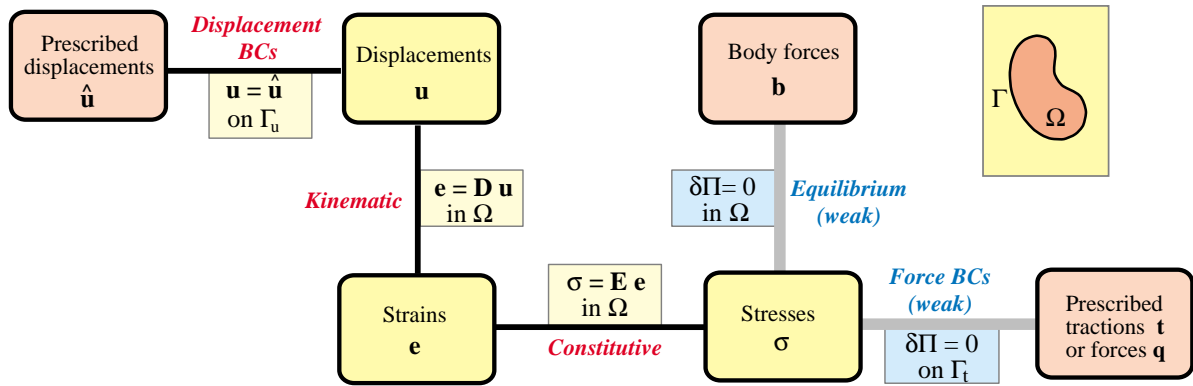 Prescribed
displacements
û
Displacement
BCs
u = û
on Γu
Displacements
u
Body forces
b
Γ
Ω
Kinematic
e = D u
in Ω
δΠ= 0
in Ω
Equilibrium
(weak)
Strains
e
σ = E e
in Ω
Constitutive
Stresses
σ
Force BCs
(weak)
δΠ = 0
on Γt
Prescribed
tractions t
or forces q